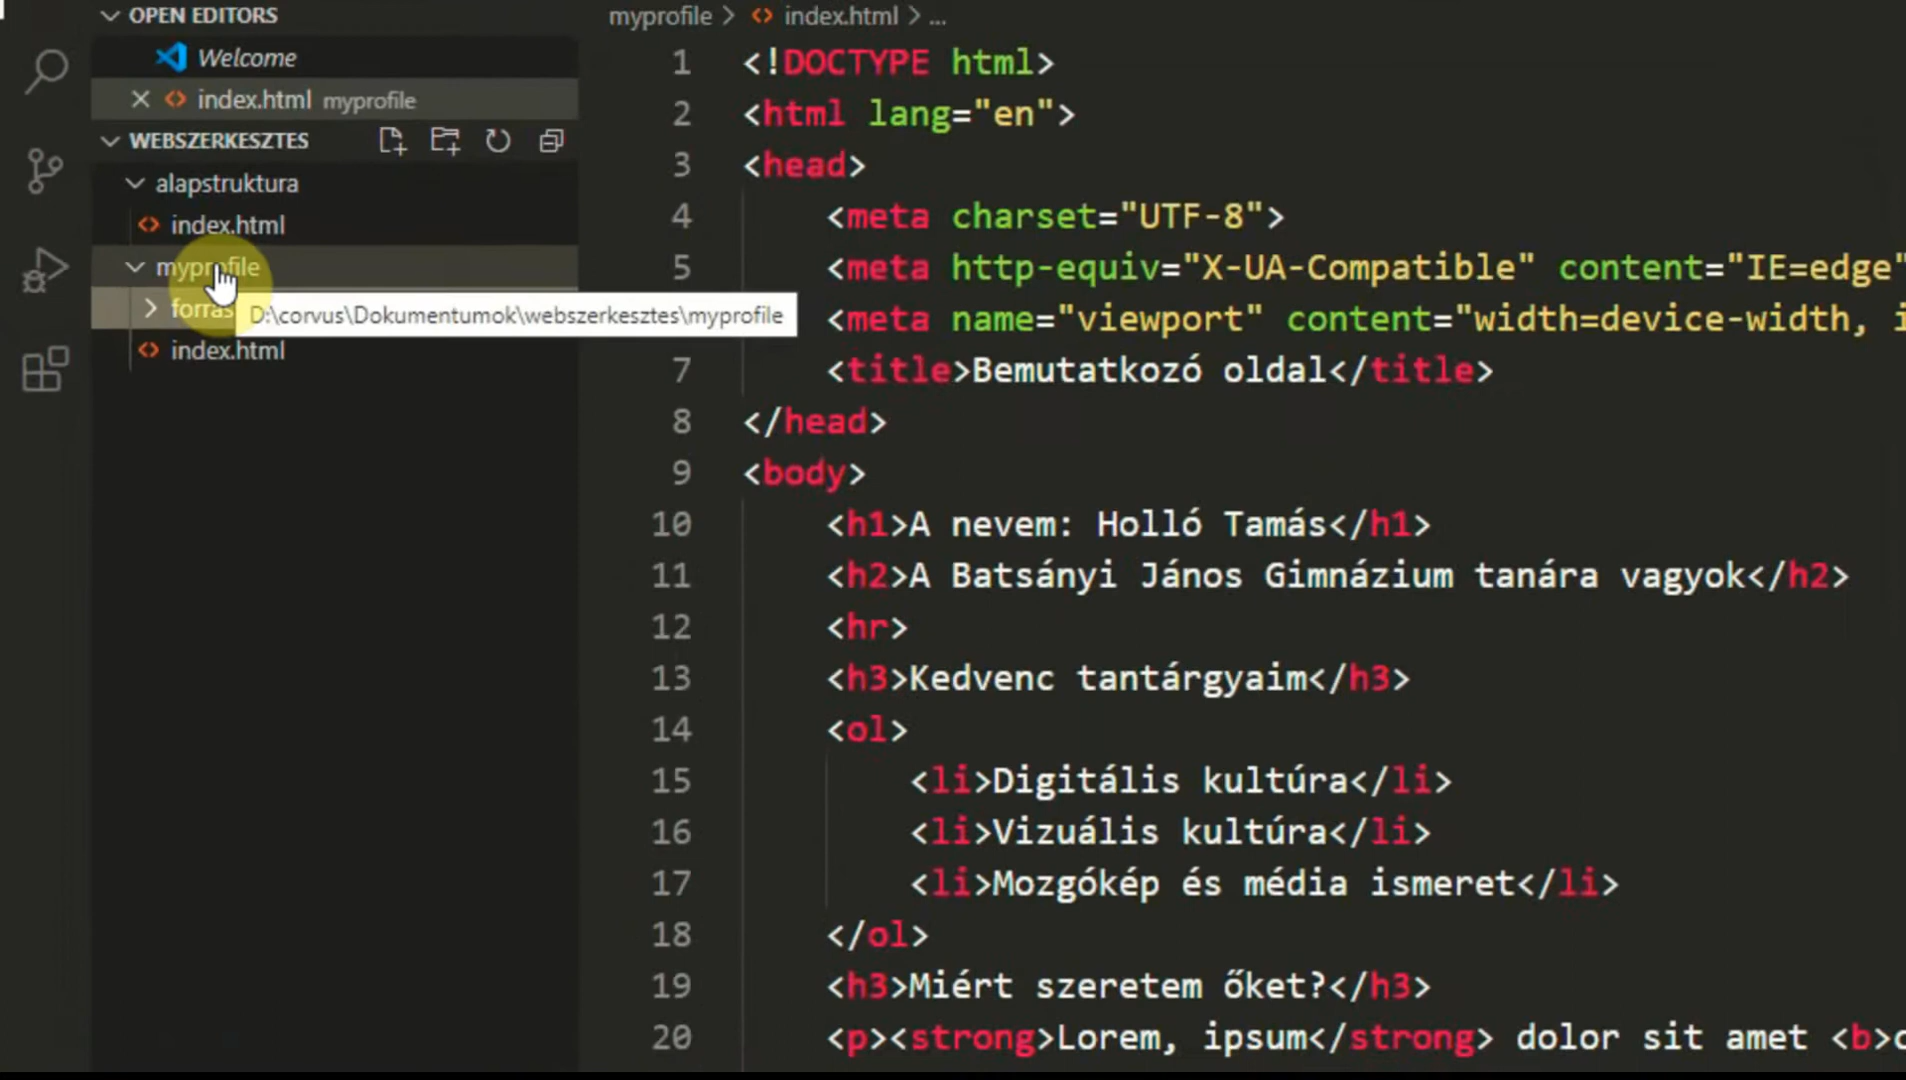 OPEN EDITORS
Welcome
index.html myprofile
WEBSZERKESZTES
alapstruktura
index.html
myprofile
forras
D:\corvus\Dokumentumok\webszerkesztes\myprofile
index.html
myprofile > index.html > ...
1 <!DOCTYPE html>
2 <html lang="en">
3 <head>
4 <meta charset="UTF-8">
5 <meta http-equiv="X-UA-Compatible" content="IE=edge"
<meta name="viewport" content="width=device-width, i
7 <title>Bemutatkozó oldal</title>
8 </head>
9 <body>
10 <h1>A nevem: Holló Tamás</h1>
11 <h2>A Batsányi János Gimnázium tanára vagyok</h2>
12 <hr>
13 <h3>Kedvenc tantárgyaim</h3>
14 <ol>
15 <li>Digitális kultúra</li>
16 <li>Vizuális kultúra</li>
17 <li>Mozgókép és média ismeret</li>
18 </ol>
19 <h3>Miért szeretem őket?</h3>
20 <p><strong>Lorem, ipsum</strong> dolor sit amet <b>c